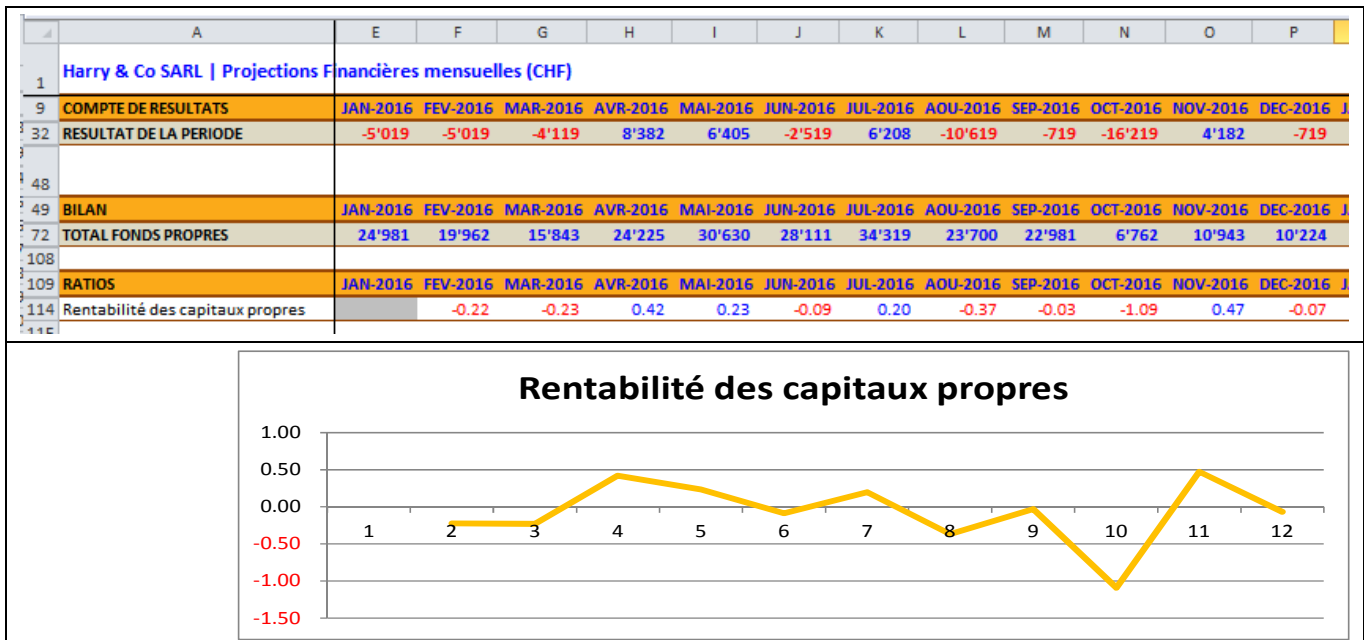 A E F G H I J K L M N O P
1 Harry & Co SARL | Projections Financières mensuelles (CHF)
9 COMPTE DE RESULTATS JAN-2016 FEV-2016 MAR-2016 AVR-2016 MAI-2016 JUN-2016 JUL-2016 AOU-2016 SEP-2016 OCT-2016 NOV-2016 DEC-2016
32 RESULTAT DE LA PERIODE -5'019 -5'019 -4'119 8'382 6'405 -2'519 6'208 -10'619 -719 -16'219 4'182 -719
48
49 BILAN JAN-2016 FEV-2016 MAR-2016 AVR-2016 MAI-2016 JUN-2016 JUL-2016 AOU-2016 SEP-2016 OCT-2016 NOV-2016 DEC-2016
72 TOTAL FONDS PROPRES 24'981 19'962 15'843 24'225 30'630 28'111 34'319 23'700 22'981 6'762 10'943 10'224
108
109 RATIOS JAN-2016 FEV-2016 MAR-2016 AVR-2016 MAI-2016 JUN-2016 JUL-2016 AOU-2016 SEP-2016 OCT-2016 NOV-2016 DEC-2016
114 Rentabilité des capitaux propres -0.22 -0.23 0.42 0.23 -0.09 0.20 -0.37 -0.03 -1.09 0.47 -0.07
Rentabilité des capitaux propres
1.00
0.50
0.00
1 2 3 4 5 6 7 8 9 10 11 12
-0.50
-1.00
-1.50